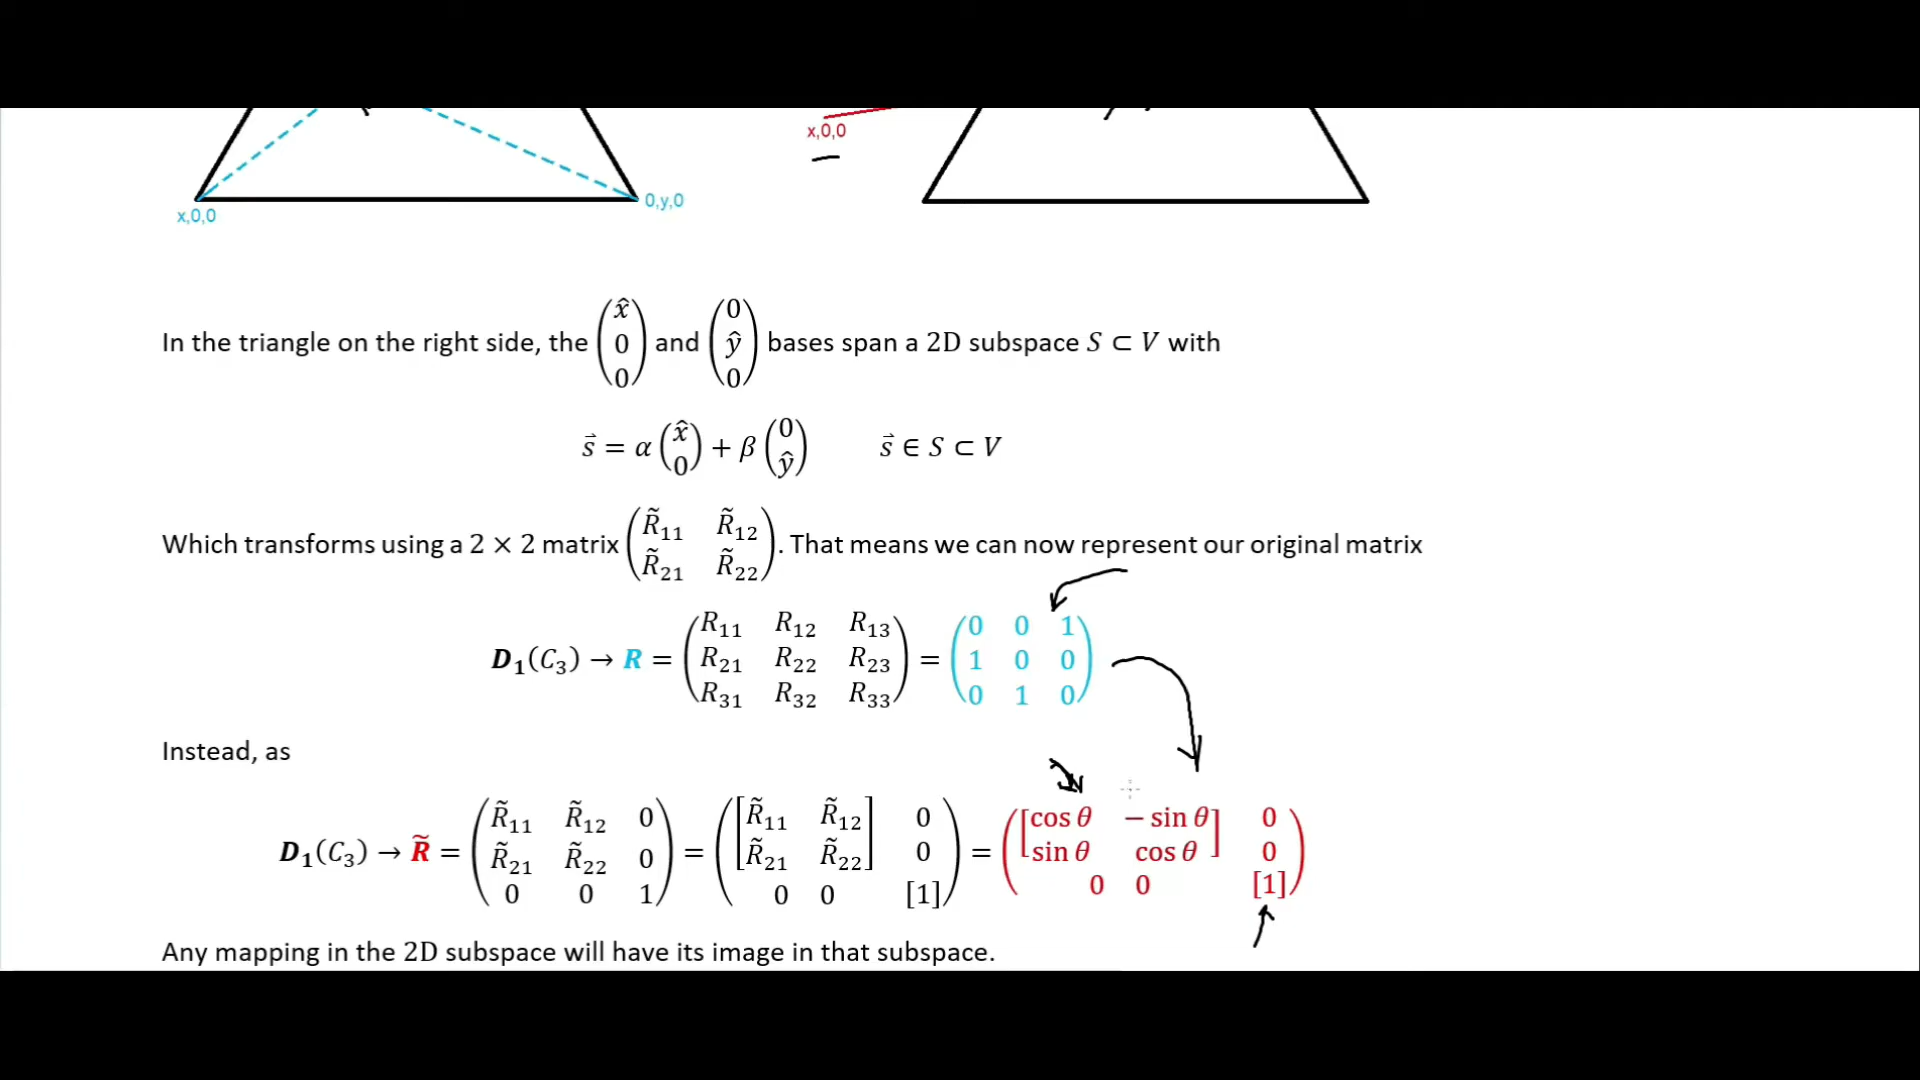 x,0,0
0,y,0
x,0,0
In the triangle on the right side, the (x̂ 0 0) and (0 ŷ 0) bases span a 2D subspace S ⊂ V with
s⃗ = α (x̂ 0) + β (0 ŷ)    s⃗ ∈ S ⊂ V
Which transforms using a 2 × 2 matrix (R̃₁₁ R̃₁₂ R̃₂₁ R̃₂₂). That means we can now represent our original matrix
D₁(C₃) → R = (R₁₁ R₁₂ R₁₃ R₂₁ R₂₂ R₂₃ R₃₁ R₃₂ R₃₃) = (0 0 1 1 0 0 0 1 0)
Instead, as
D₁(C₃) → R̃ = (R̃₁₁ R̃₁₂ 0 R̃₂₁ R̃₂₂ 0 0 0 1) = ([R̃₁₁ R̃₁₂ R̃₂₁ R̃₂₂] 0 0 0 0 [1]) = ([cos θ − sin θ sin θ cos θ] 0 0 0 0 [1])
Any mapping in the 2D subspace will have its image in that subspace.